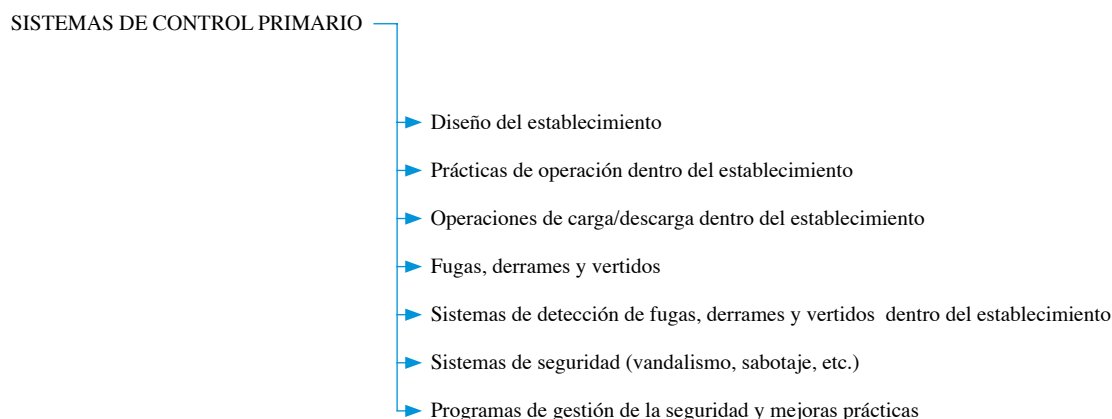 SISTEMAS DE CONTROL PRIMARIO
Diseño del establecimiento
Prácticas de operación dentro del establecimiento
Operaciones de carga/descarga dentro del establecimiento
Fugas, derrames y vertidos
Sistemas de detección de fugas, derrames y vertidos dentro del establecimiento
Sistemas de seguridad (vandalismo, sabotaje, etc.)
Programas de gestión de la seguridad y mejoras prácticas